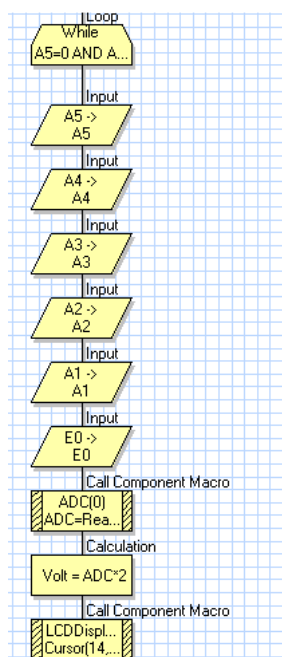 Loop
While
A5=0 AND A...
Input
A5 ->
A5
Input
A4 ->
A4
Input
A3 ->
A3
Input
A2 ->
A2
Input
A1 ->
A1
Input
E0 ->
E0
Call Component Macro
ADC(0)
ADC=Rea...
Calculation
Volt = ADC*2
Call Component Macro
LCDDispl...
Cursor(14,...